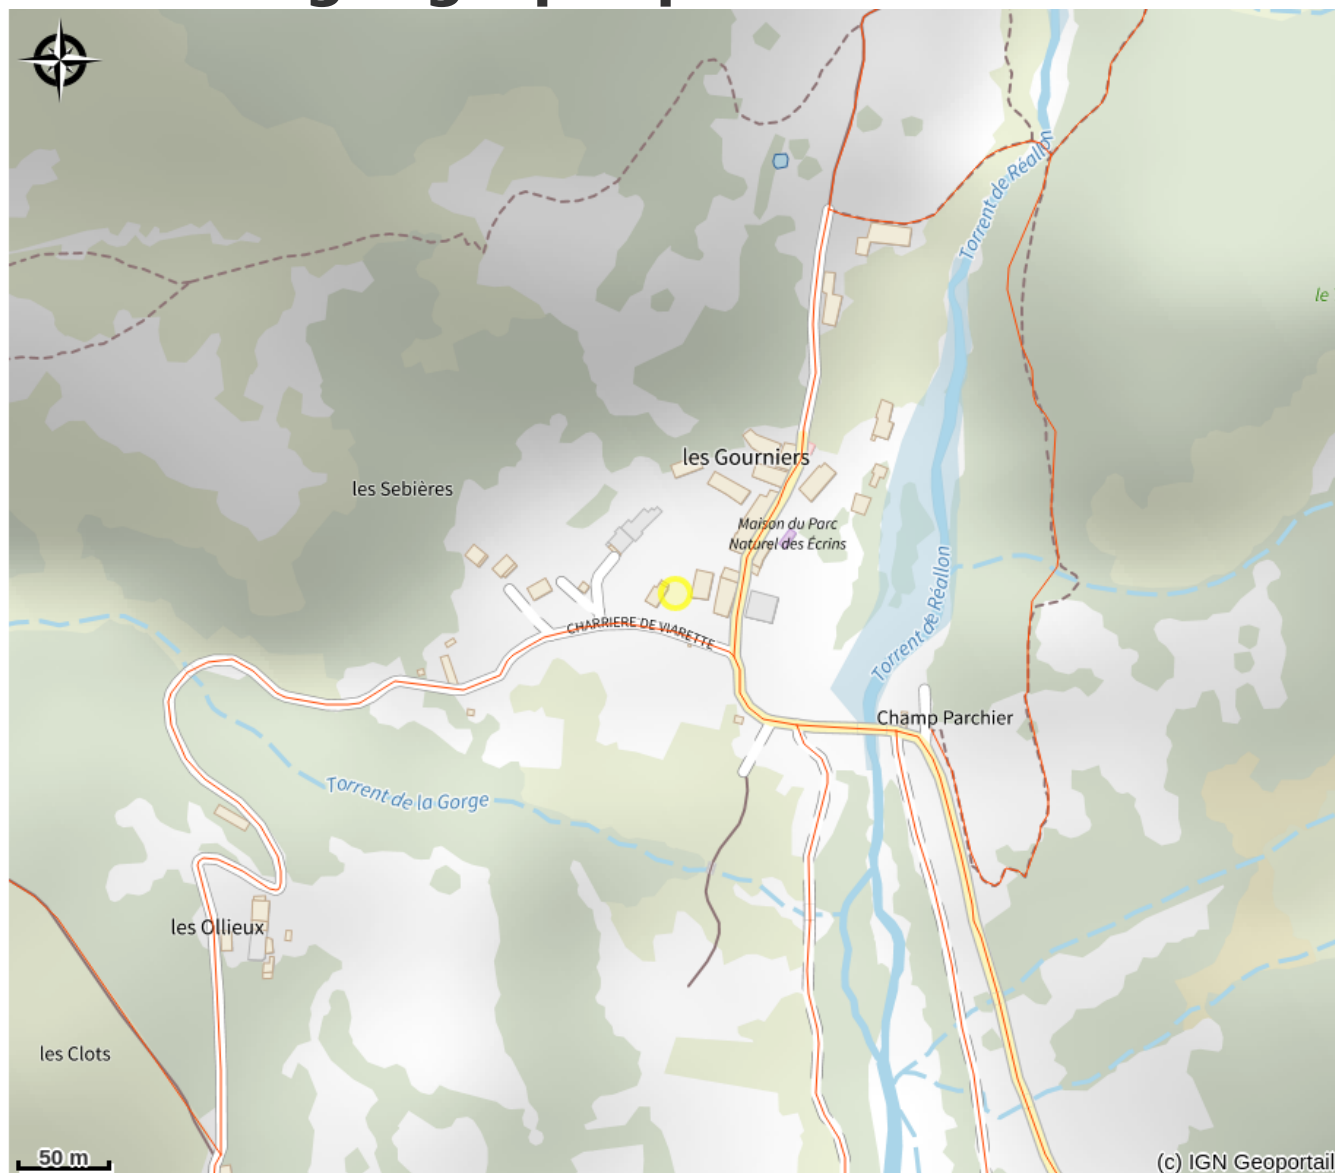 Torrent de Réallon
le
les Gourniers
les Sebières
Maison du Parc
Naturel des Écrins
Torrent de Réallon
CHARRIERE DE VIARETTE
Champ Parchier
Torrent de la Gorge
les Ollieux
les Clots
50 m
(c) IGN Geoportail